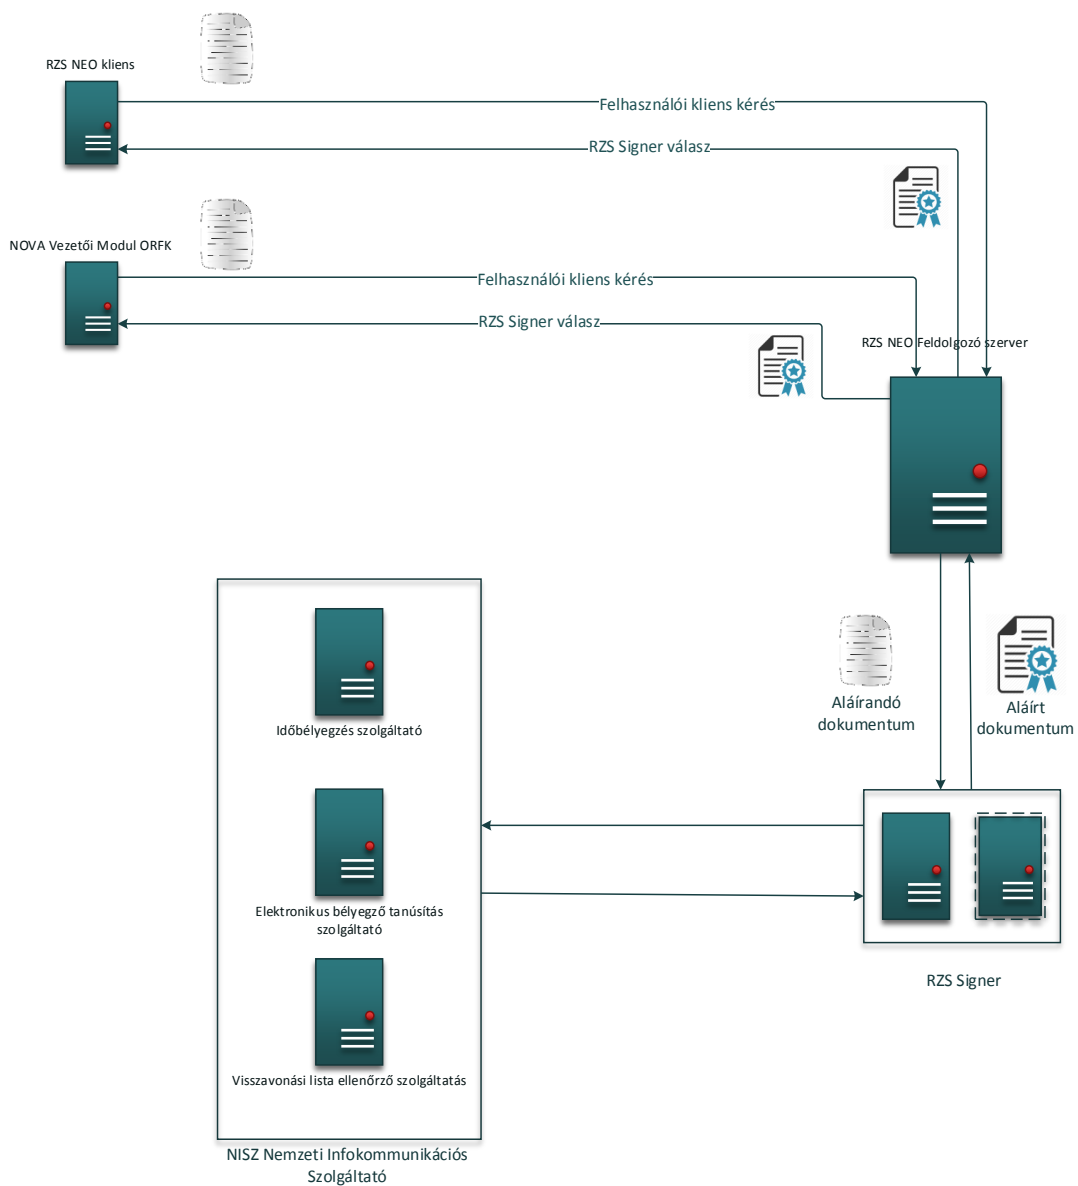 RZS NEO kliens
Felhasználói kliens kérés
RZS Signer válasz
NOVA Vezetői Modul ORFK
Felhasználói kliens kérés
RZS Signer válasz
RZS NEO Feldolgozó szerver
Aláírandó
dokumentum
Aláírt
dokumentum
Időbélyegzés szolgáltató
Elektronikus bélyegző tanúsítás
szolgáltató
Visszavonási lista ellenőrző szolgáltatás
RZS Signer
NISZ Nemzeti Infokommunikációs
Szolgáltató